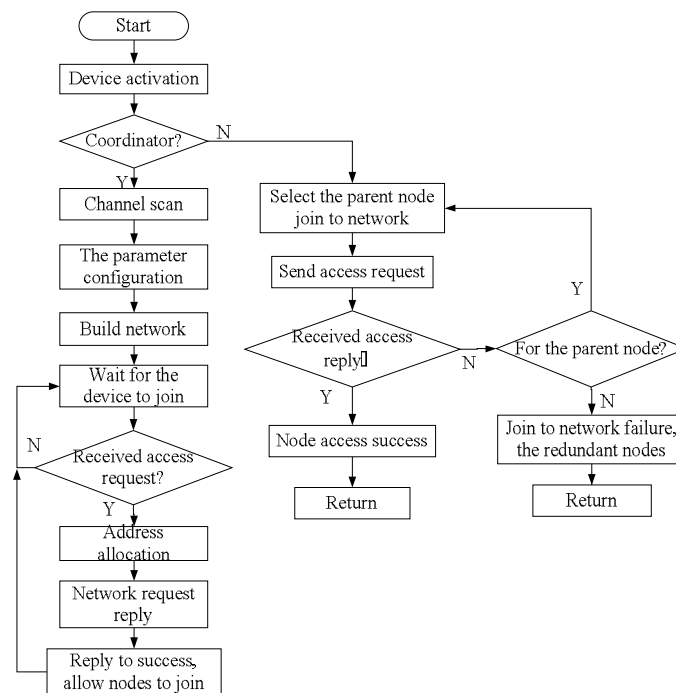 Start
Device activation
Coordinator?
N
Y
Channel scan
The parameter
configuration
Build network
Wait for the
device to join
N
Received access
request?
Y
Address
allocation
Network request
reply
Reply to success,
allow nodes to join
Select the parent node
join to network
Send access request
Received access
reply
N
Y
Node access success
Return
Y
For the parent node?
N
Join to network failure,
the redundant nodes
Return